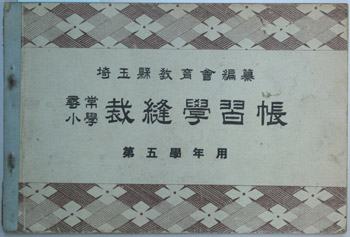 埼玉縣教育會編纂
尋常
小學
裁縫學習帳
第五學年用